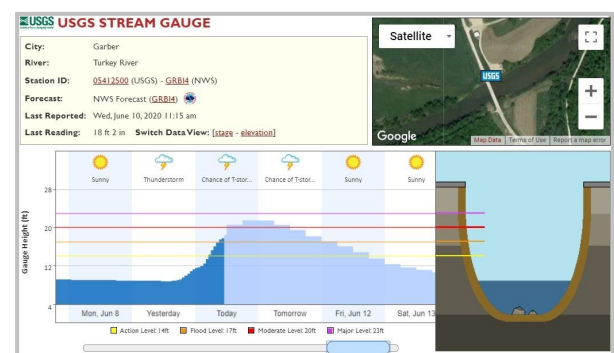 USGS USGS STREAM GAUGE
City: Garber
River: Turkey River
Station ID: 05412500 (USGS) - GRBI4 (NWS)
Forecast: NWS Forecast (GRBI4)
Last Reported: Wed, June 10, 2020 11:15 am
Last Reading: 18 ft 2 in Switch Data View: [stage - elevation]
Satellite
USGS
+
−
Google
Map Data Terms of Use Report a map error
Sunny Thunderstorm Chance of T-stor... Chance of T-stor... Sunny Sunny
Gauge Height (ft)
28
20
12
4
Mon, Jun 8 Yesterday Today Tomorrow Fri, Jun 12 Sat, Jun 13
Action Level: 14ft Flood Level: 17ft Moderate Level: 20ft Major Level: 23ft